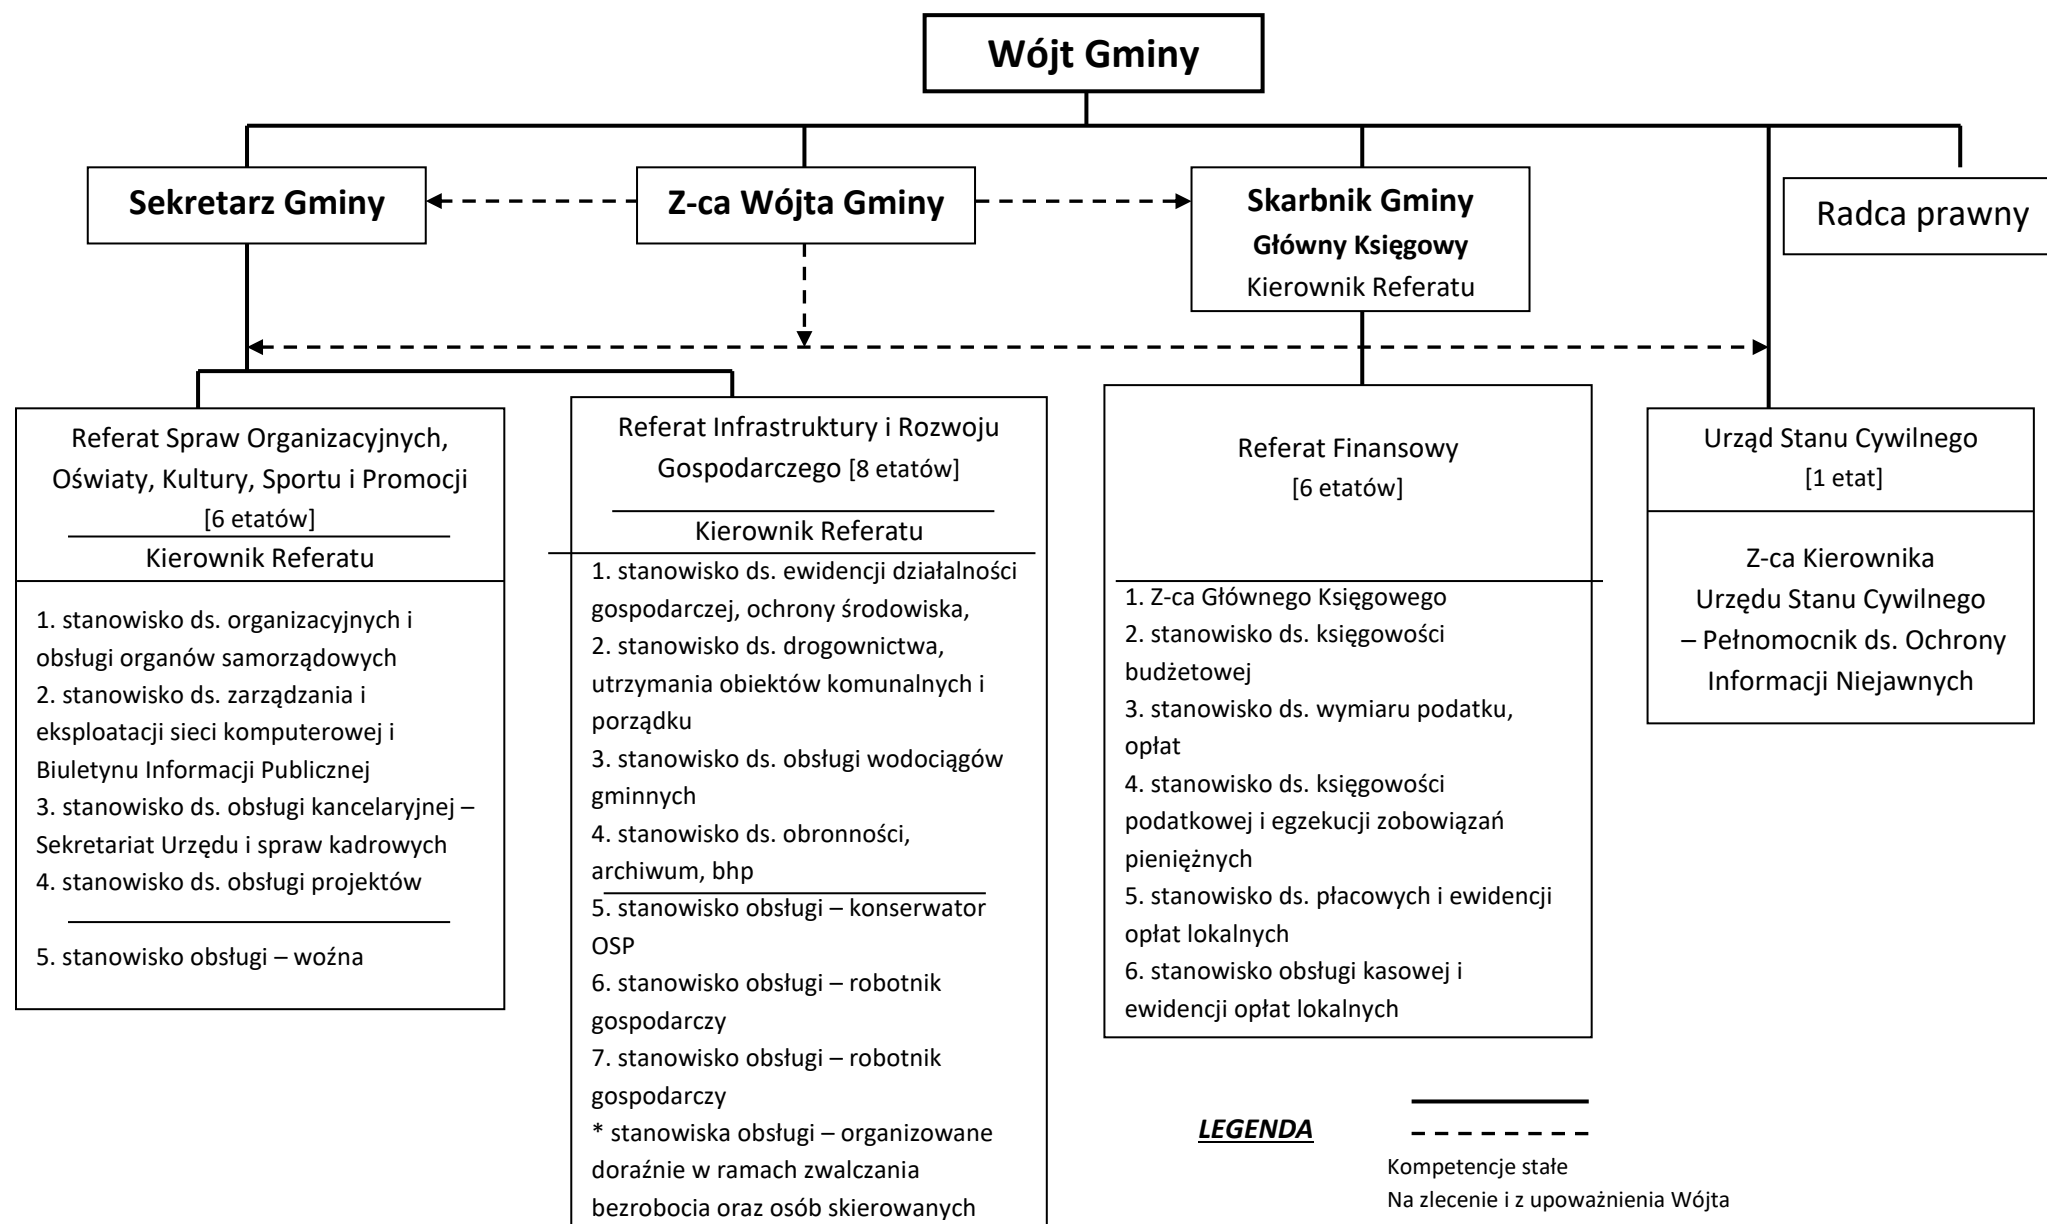 Wójt Gminy
Sekretarz Gminy
Z-ca Wójta Gminy
Skarbnik Gminy
Główny Księgowy
Kierownik Referatu
Radca prawny
Referat Spraw Organizacyjnych,
Oświaty, Kultury, Sportu i Promocji
[6 etatów]
Kierownik Referatu
1. stanowisko ds. organizacyjnych i
obsługi organów samorządowych
2. stanowisko ds. zarządzania i
eksploatacji sieci komputerowej i
Biuletynu Informacji Publicznej
3. stanowisko ds. obsługi kancelaryjnej –
Sekretariat Urzędu i spraw kadrowych
4. stanowisko ds. obsługi projektów
5. stanowisko obsługi – woźna
Referat Infrastruktury i Rozwoju
Gospodarczego [8 etatów]
Kierownik Referatu
1. stanowisko ds. ewidencji działalności
gospodarczej, ochrony środowiska,
2. stanowisko ds. drogownictwa,
utrzymania obiektów komunalnych i
porządku
3. stanowisko ds. obsługi wodociągów
gminnych
4. stanowisko ds. obronności,
archiwum, bhp
5. stanowisko obsługi – konserwator
OSP
6. stanowisko obsługi – robotnik
gospodarczy
7. stanowisko obsługi – robotnik
gospodarczy
* stanowiska obsługi – organizowane
doraźnie w ramach zwalczania
bezrobocia oraz osób skierowanych
Referat Finansowy
[6 etatów]
1. Z-ca Głównego Księgowego
2. stanowisko ds. księgowości
budżetowej
3. stanowisko ds. wymiaru podatku,
opłat
4. stanowisko ds. księgowości
podatkowej i egzekucji zobowiązań
pieniężnych
5. stanowisko ds. płacowych i ewidencji
opłat lokalnych
6. stanowisko obsługi kasowej i
ewidencji opłat lokalnych
Urząd Stanu Cywilnego
[1 etat]
Z-ca Kierownika
Urzędu Stanu Cywilnego
– Pełnomocnik ds. Ochrony
Informacji Niejawnych
LEGENDA
Kompetencje stałe
Na zlecenie i z upoważnienia Wójta